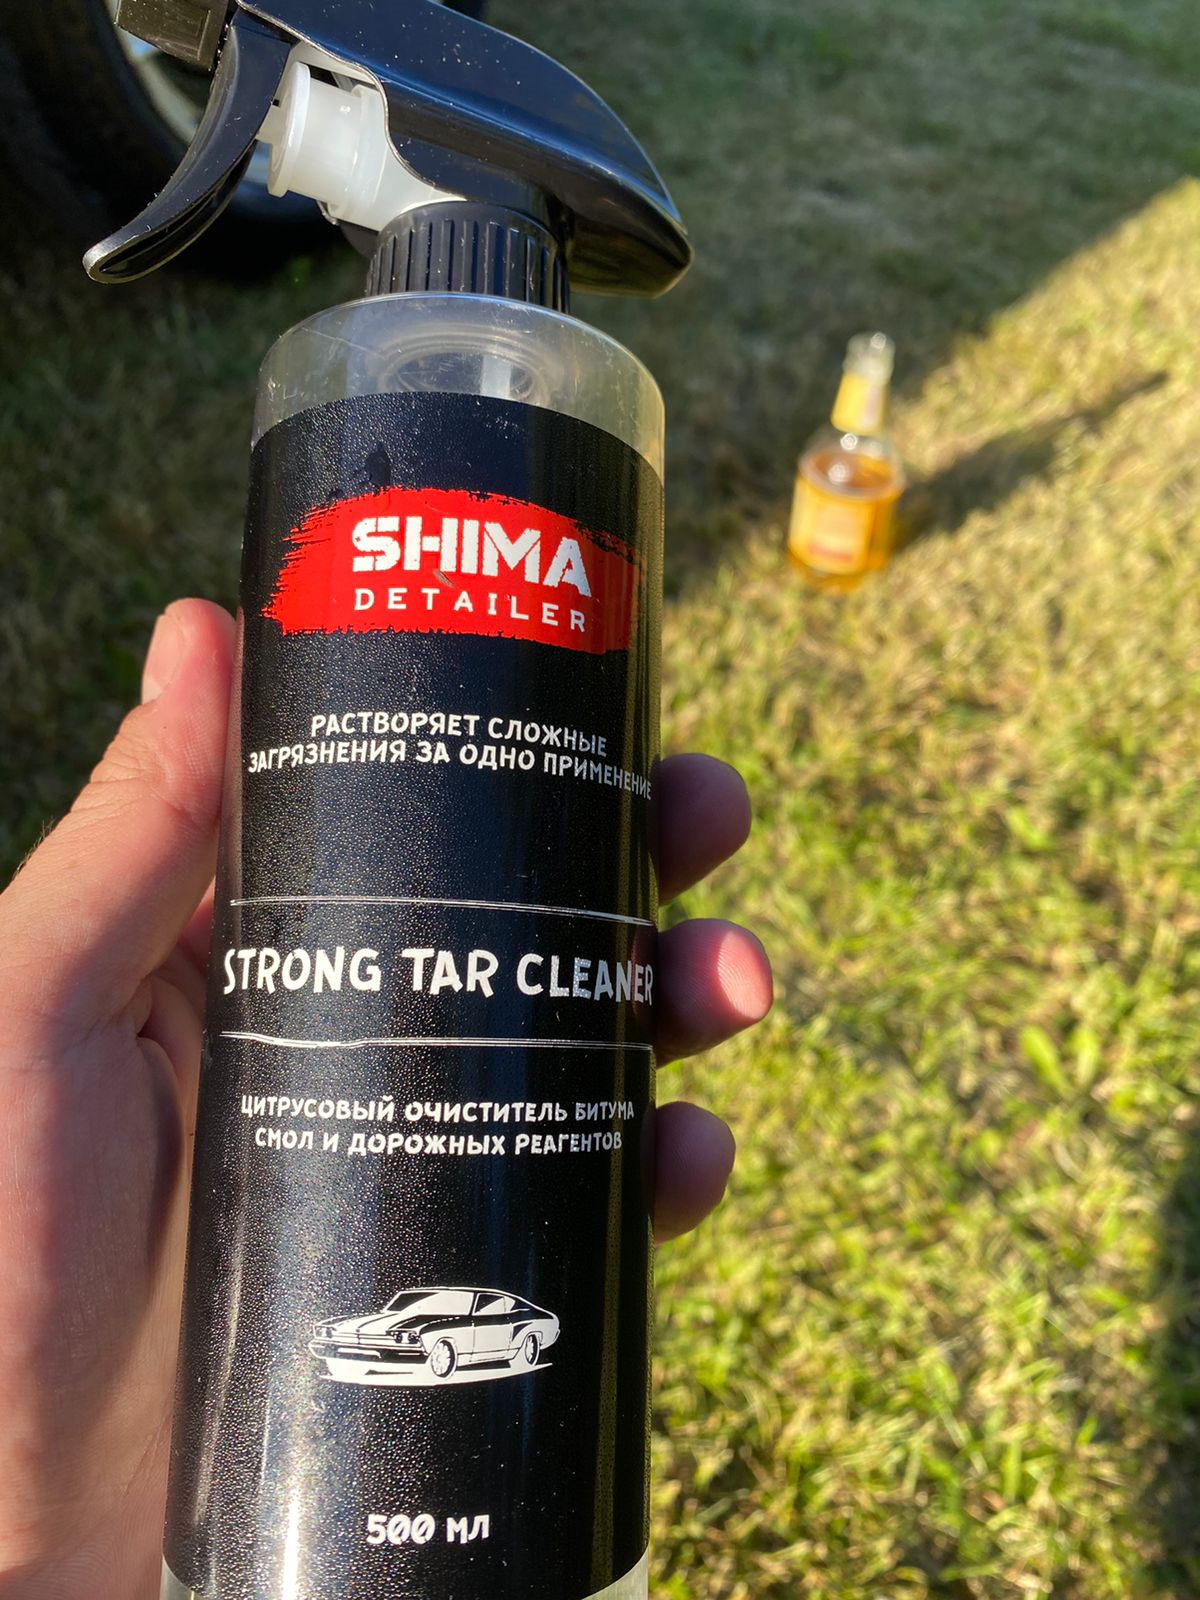 SHIMA
DETAILER
РАСТВОРЯЕТ СЛОЖНЫЕ
ЗАГРЯЗНЕНИЯ ЗА ОДНО ПРИМЕНЕНИЕ
STRONG TAR CLEANER
ЦИТРУСОВЫЙ ОЧИСТИТЕЛЬ БИТУМА
СМОЛ И ДОРОЖНЫХ РЕАГЕНТОВ
500 МЛ